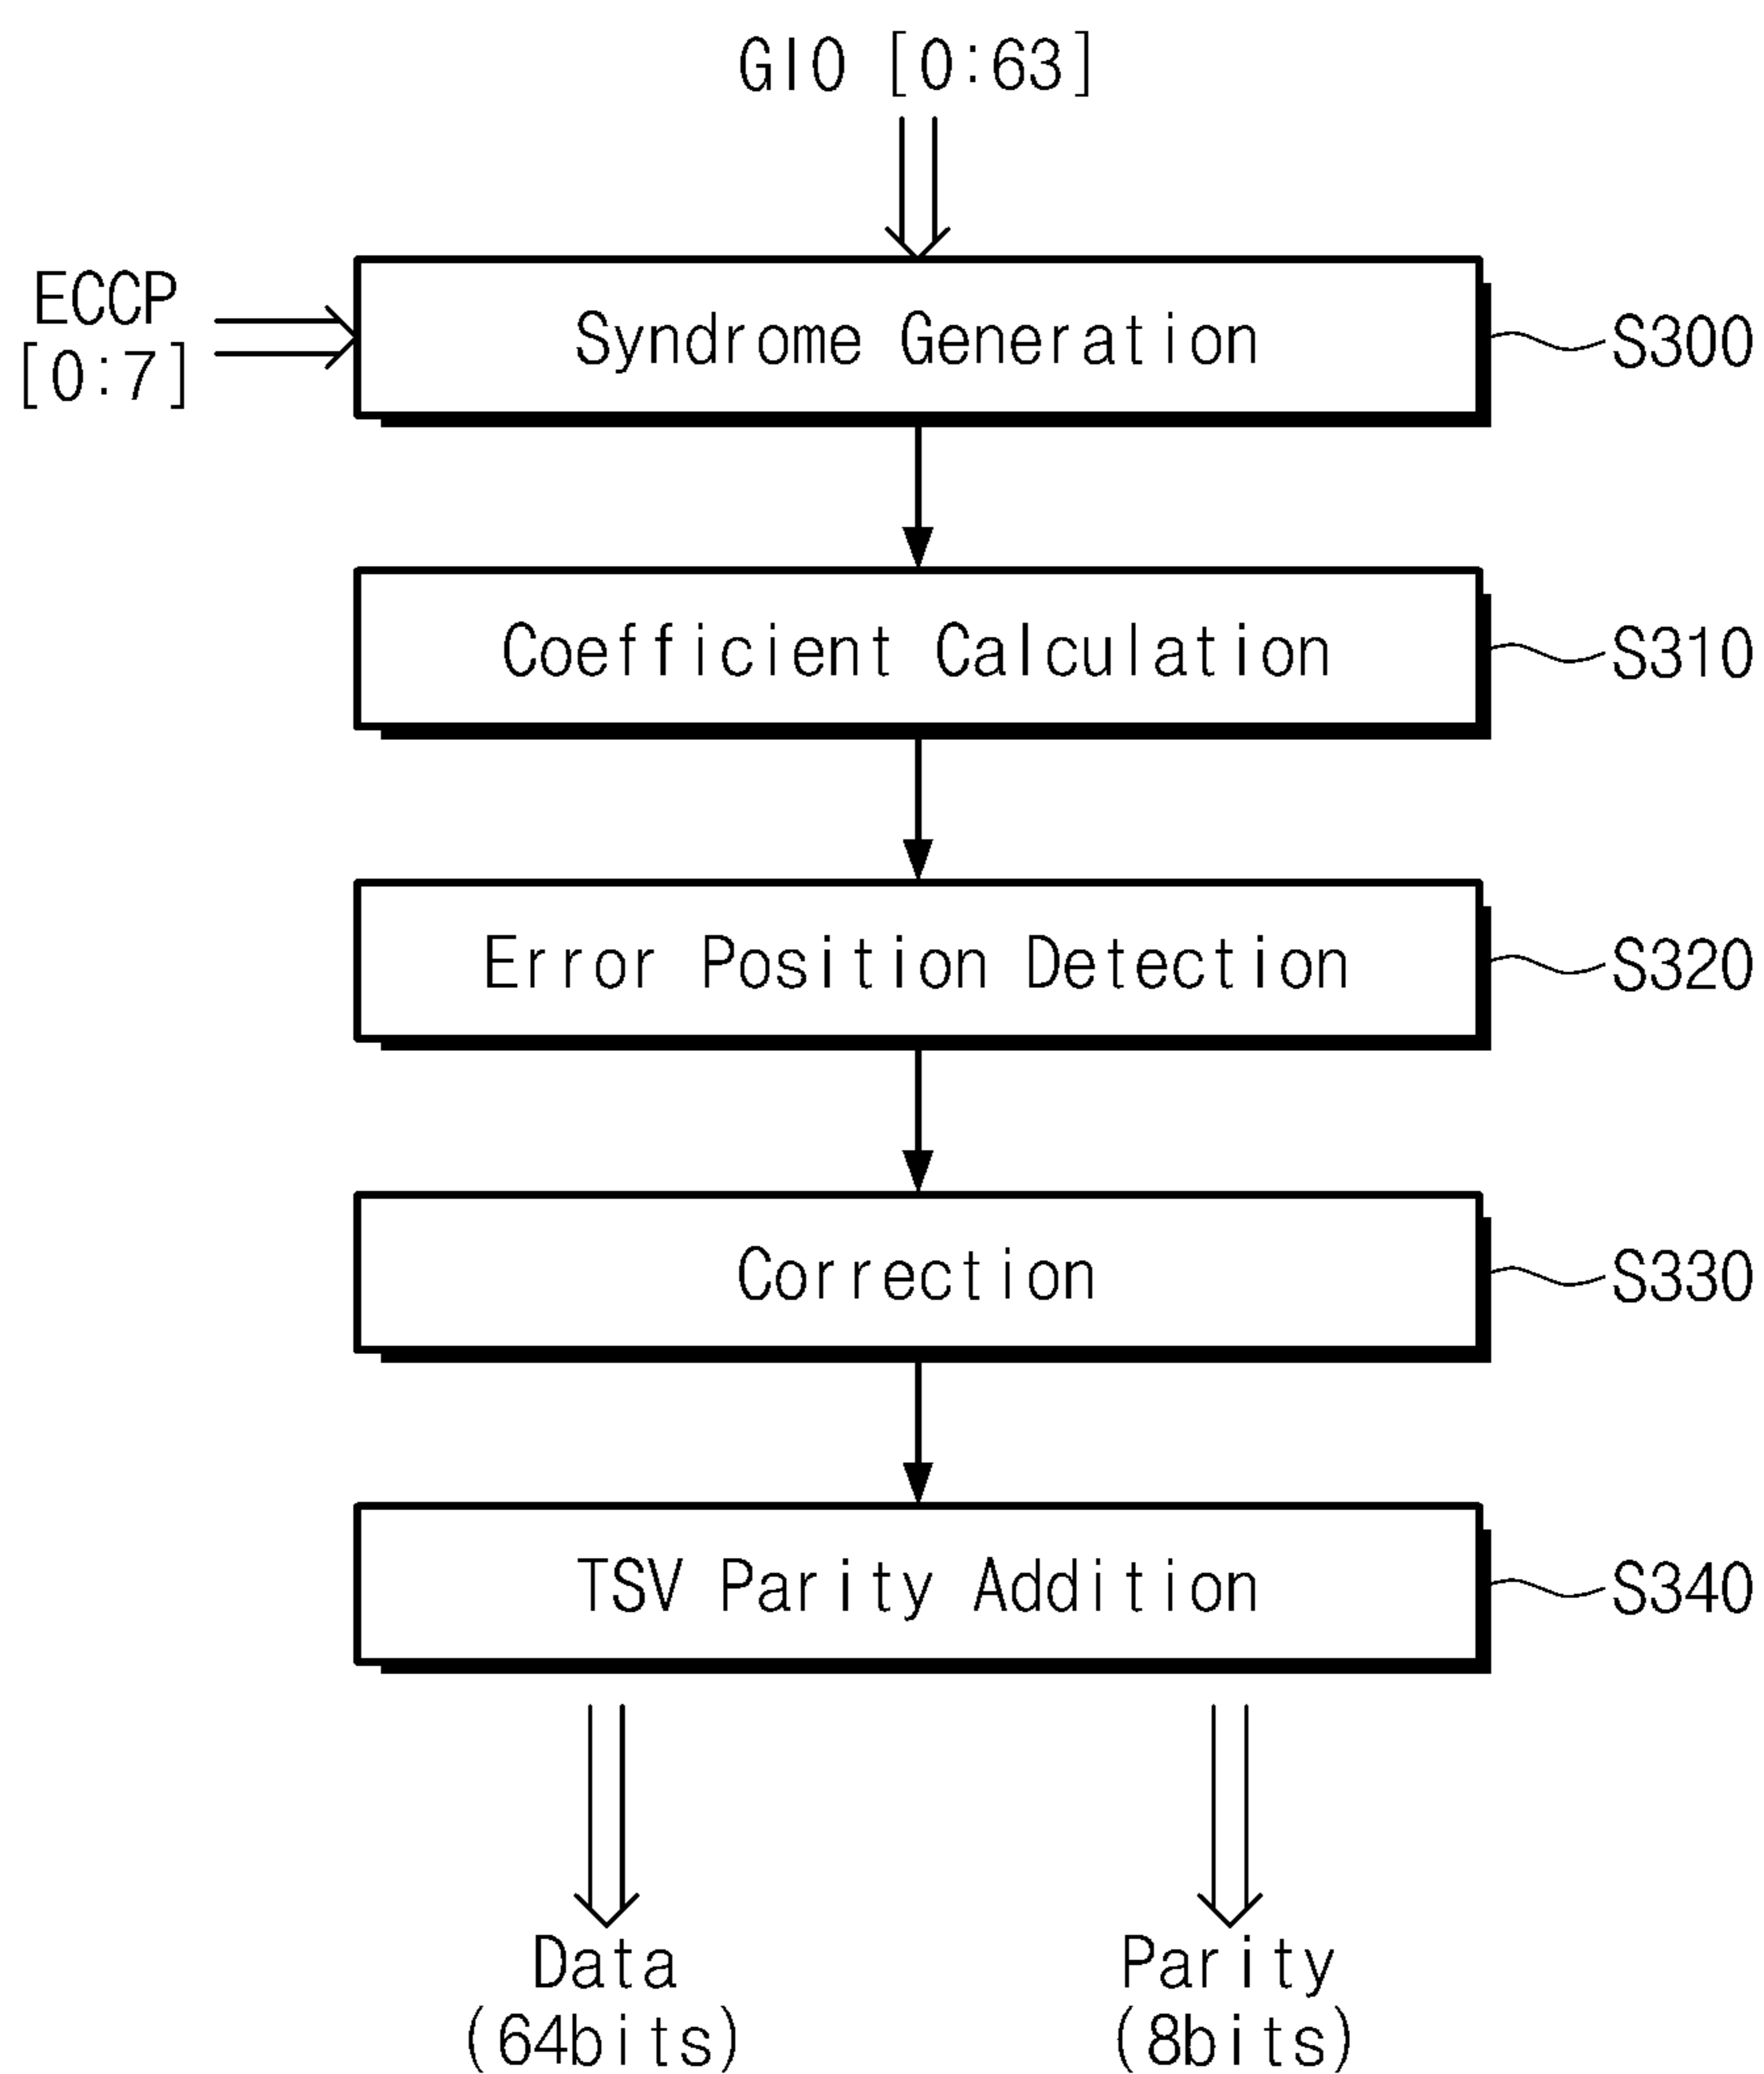 GIO [0:63]
ECCP
[0:7]
Syndrome Generation
S300
Coefficient Calculation
S310
Error Position Detection
S320
Correction
S330
TSV Parity Addition
S340
Data
(64bits)
Parity
(8bits)